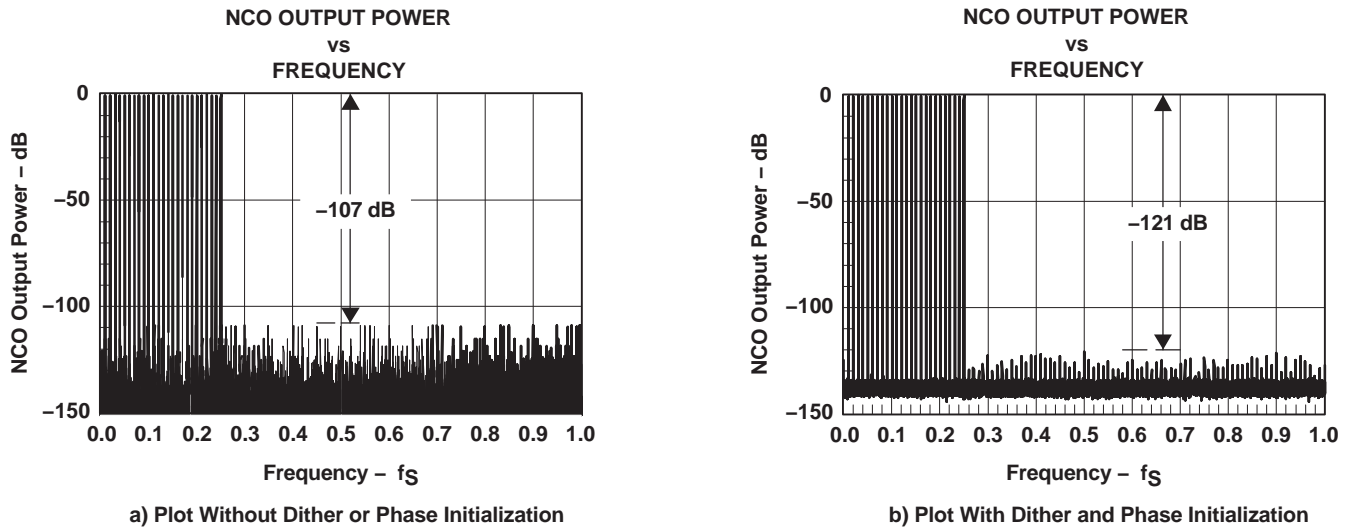 NCO OUTPUT POWER
vs
FREQUENCY
NCO Output Power – dB
0
–50
–100
–150
–107 dB
0.0 0.1 0.2 0.3 0.4 0.5 0.6 0.7 0.8 0.9 1.0
Frequency – fS
a) Plot Without Dither or Phase Initialization
NCO OUTPUT POWER
vs
FREQUENCY
NCO Output Power – dB
0
–50
–100
–150
–121 dB
0.0 0.1 0.2 0.3 0.4 0.5 0.6 0.7 0.8 0.9 1.0
Frequency – fS
b) Plot With Dither and Phase Initialization